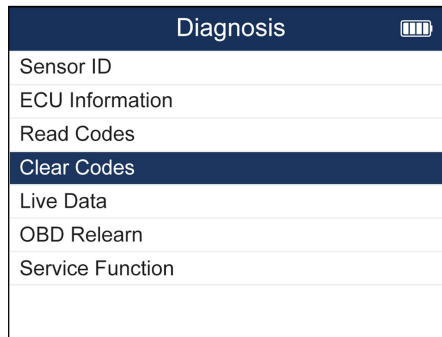 Diagnosis
Sensor ID
ECU Information
Read Codes
Clear Codes
Live Data
OBD Relearn
Service Function